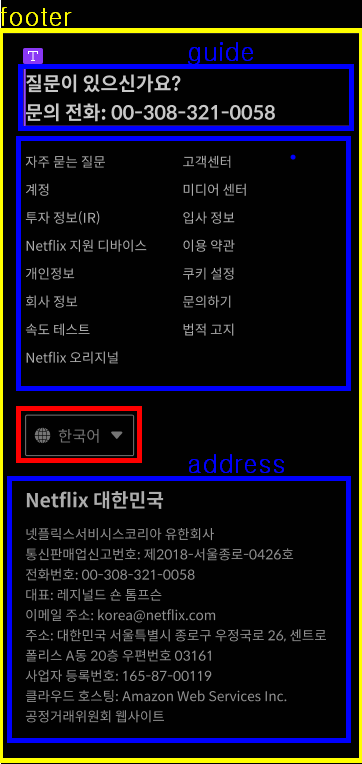 footer
guide
T
질문이 있으신가요?
문의 전화: 00-308-321-0058
자주 묻는 질문
고객센터
계정
미디어 센터
투자 정보(IR)
입사 정보
Netflix 지원 디바이스
이용 약관
개인정보
쿠키 설정
회사 정보
문의하기
속도 테스트
법적 고지
Netflix 오리지널
한국어
address
Netflix 대한민국
넷플릭스서비시스코리아 유한회사
통신판매업신고번호: 제2018-서울종로-0426호
전화번호: 00-308-321-0058
대표: 레지널드 숀 톰프슨
이메일 주소: korea@netflix.com
주소: 대한민국 서울특별시 종로구 우정국로 26, 센트로
폴리스 A동 20층 우편번호 03161
사업자 등록번호: 165-87-00119
클라우드 호스팅: Amazon Web Services Inc.
공정거래위원회 웹사이트